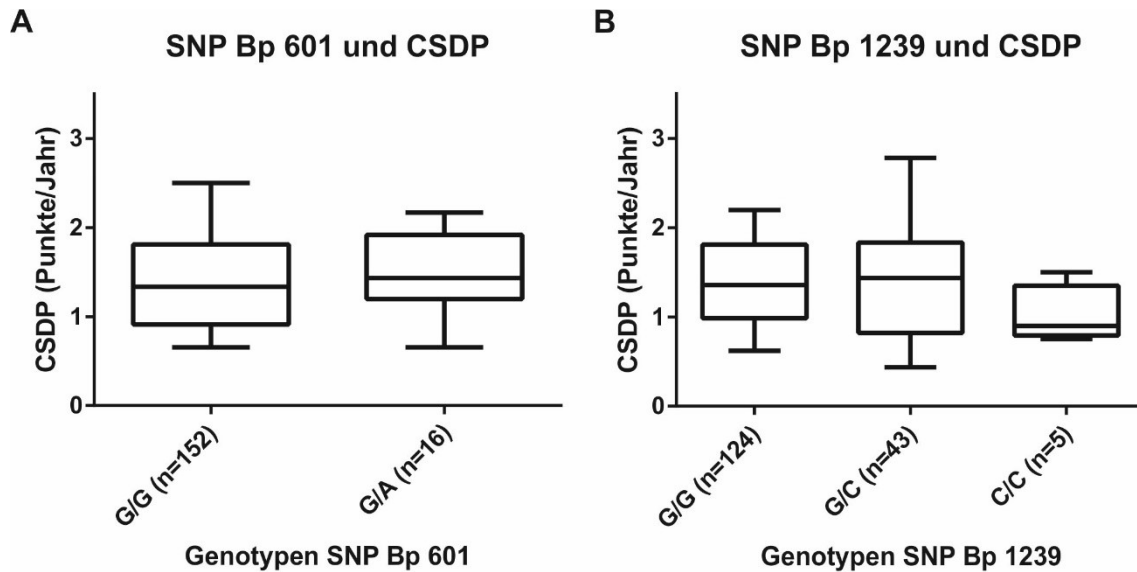 A
SNP Bp 601 und CSDP
CSDP (Punkte/Jahr)
3
2
1
0
G/G (n=152)
G/A (n=16)
Genotypen SNP Bp 601
B
SNP Bp 1239 und CSDP
CSDP (Punkte/Jahr)
3
2
1
0
G/G (n=124)
G/C (n=43)
C/C (n=5)
Genotypen SNP Bp 1239